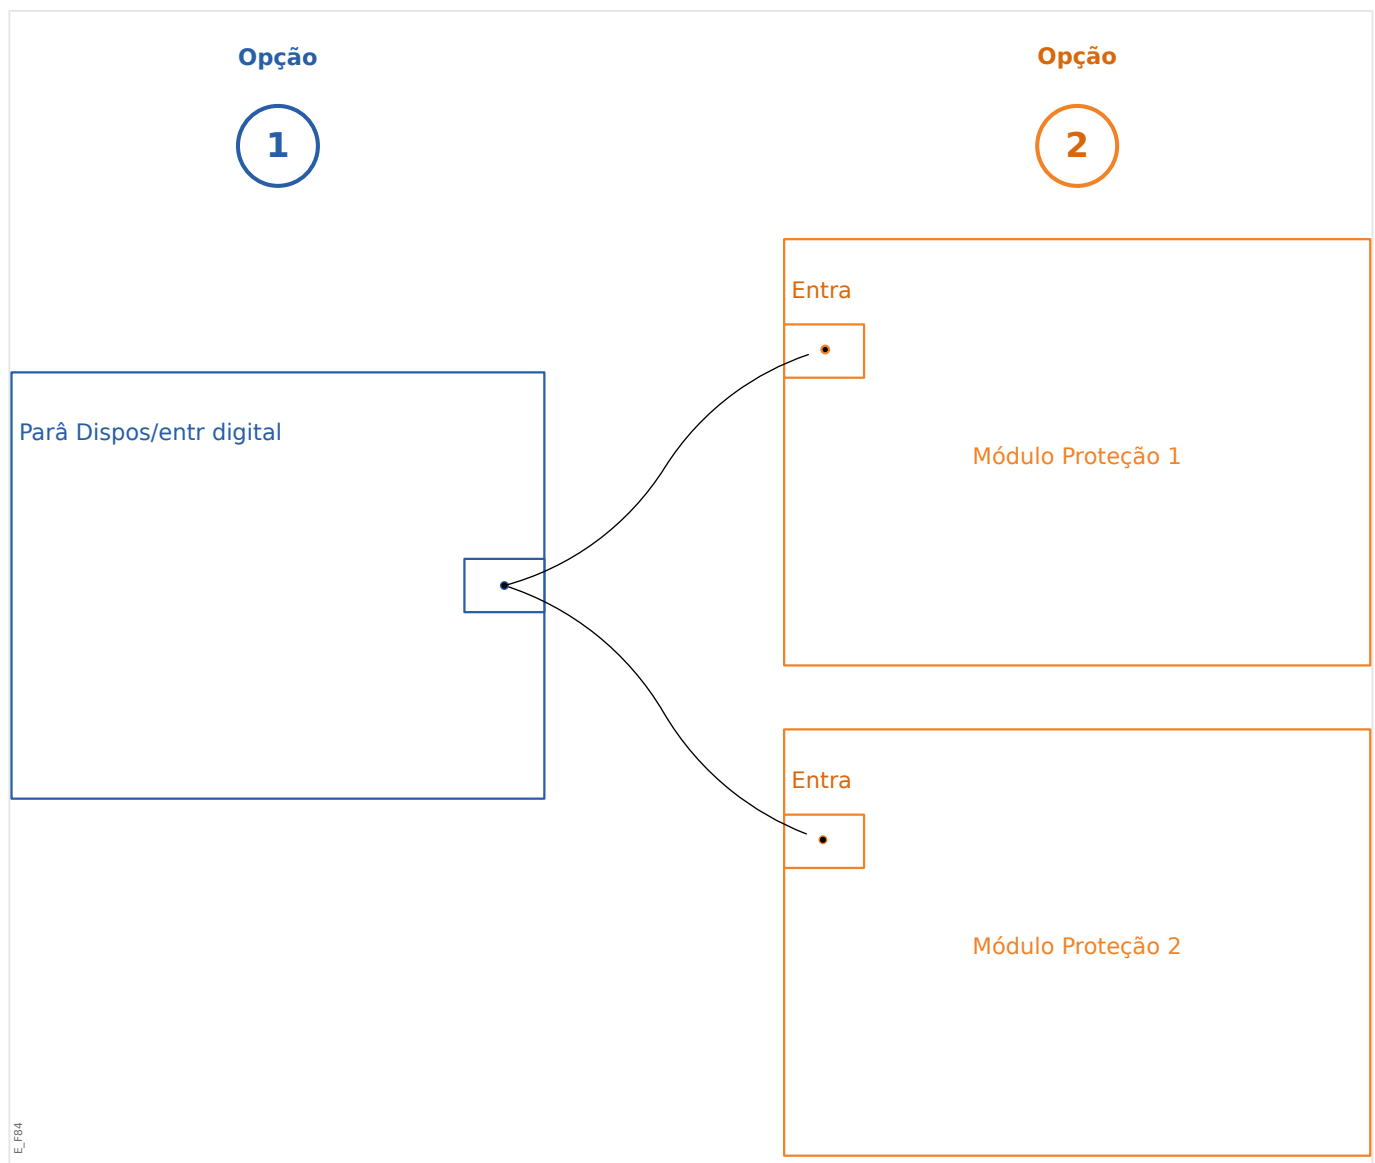 Opção
1
Opção
2
Entra
Parâ Dispos/entr digital
Módulo Proteção 1
Entra
Módulo Proteção 2
E_F84